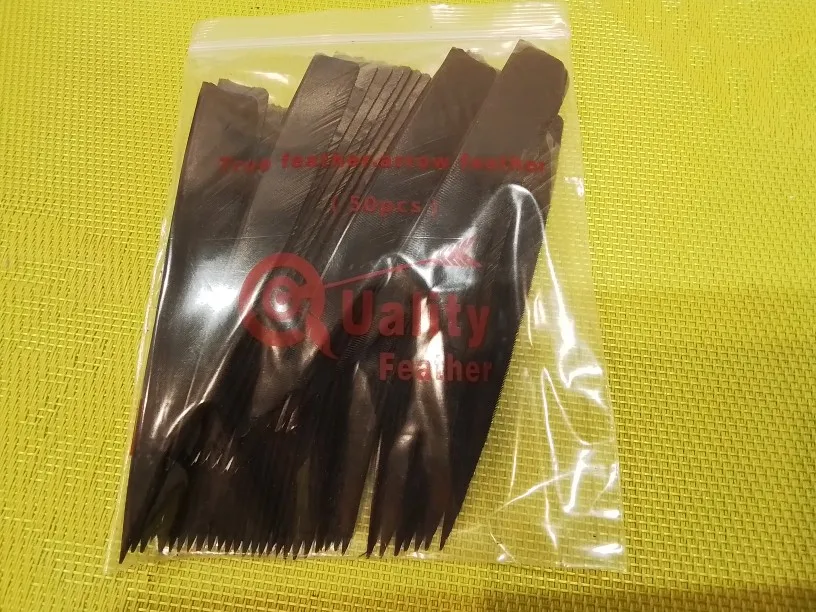 True feather,arrow feather
( 50pcs )
Quality
Feather